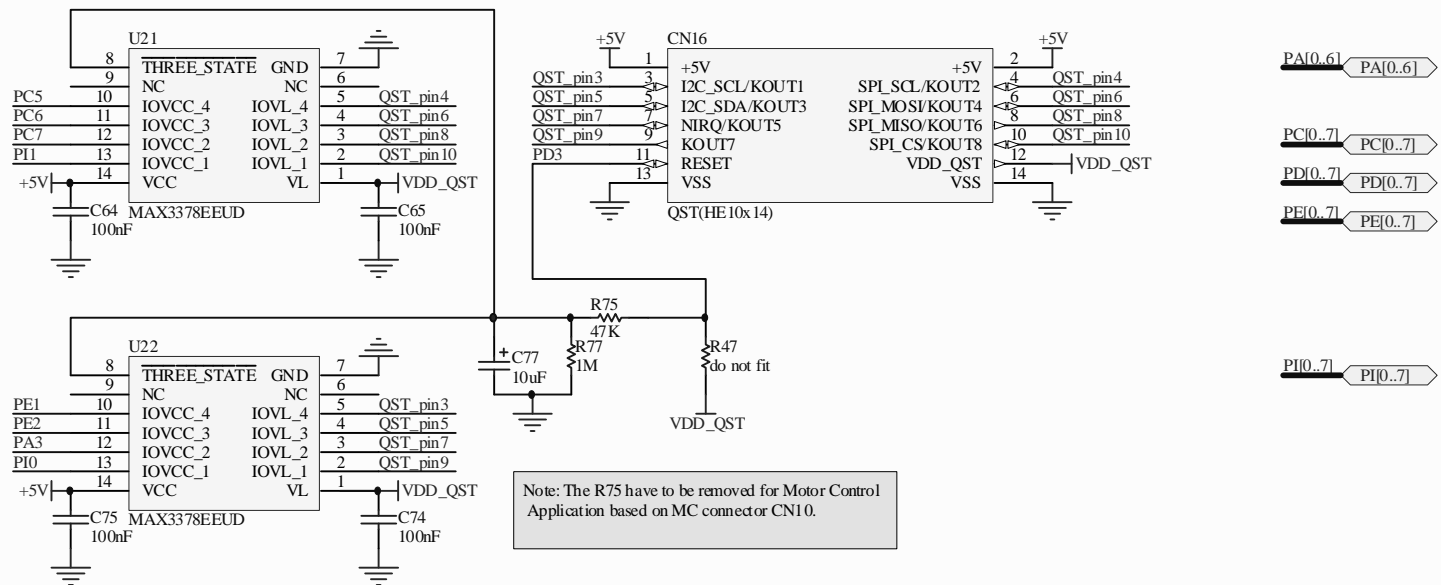 U21
8 THREE_STATE GND 7
9 NC NC 6
PC5 10 IOVCC_4 IOVL_4 5 QST_pin4
PC6 11 IOVCC_3 IOVL_3 4 QST_pin6
PC7 12 IOVCC_2 IOVL_2 3 QST_pin8
PI1 13 IOVCC_1 IOVL_1 2 QST_pin10
+5V 14 VCC VL 1 VDD_QST
C64
100nF
MAX3378EEUD
C65
100nF
+5V CN16 +5V
1 +5V +5V 2
QST_pin3 3 I2C_SCL/KOUT1 SPI_SCL/KOUT2 4 QST_pin4
QST_pin5 5 I2C_SDA/KOUT3 SPI_MOSI/KOUT4 6 QST_pin6
QST_pin7 7 NIRQ/KOUT5 SPI_MISO/KOUT6 8 QST_pin8
QST_pin9 9 KOUT7 SPI_CS/KOUT8 10 QST_pin10
PD3 11 RESET VDD_QST 12 VDD_QST
13 VSS VSS 14
QST(HE10x14)
PA[0..6] PA[0..6]
PC[0..7] PC[0..7]
PD[0..7] PD[0..7]
PE[0..7] PE[0..7]
PI[0..7] PI[0..7]
R75
47K
R77
1M
+ C77
10uF
R47
do not fit
VDD_QST
U22
8 THREE_STATE GND 7
9 NC NC 6
PE1 10 IOVCC_4 IOVL_4 5 QST_pin3
PE2 11 IOVCC_3 IOVL_3 4 QST_pin5
PA3 12 IOVCC_2 IOVL_2 3 QST_pin7
PI0 13 IOVCC_1 IOVL_1 2 QST_pin9
+5V 14 VCC VL 1 VDD_QST
C75
100nF
MAX3378EEUD
C74
100nF
Note: The R75 have to be removed for Motor Control
Application based on MC connector CN10.